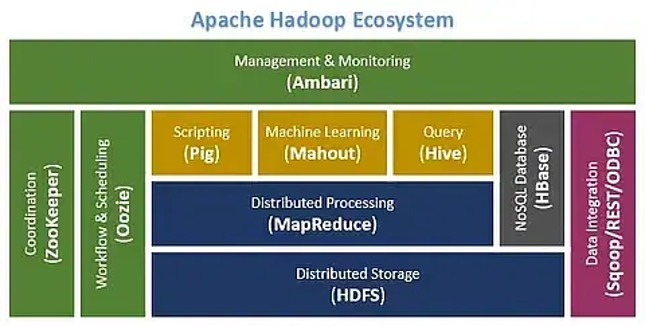 Apache Hadoop Ecosystem
Management & Monitoring
(Ambari)
Coordination
(ZooKeeper)
Workflow & Scheduling
(Oozie)
Scripting
(Pig)
Machine Learning
(Mahout)
Query
(Hive)
NoSQL Database
(HBase)
Data Integration
(Sqoop/REST/ODBC)
Distributed Processing
(MapReduce)
Distributed Storage
(HDFS)